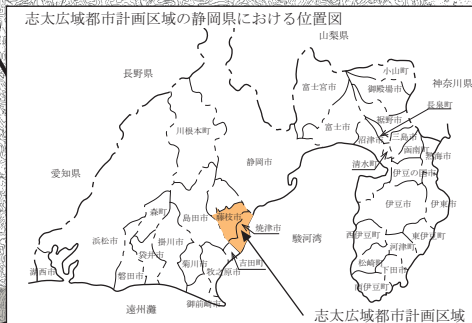 志太広域都市計画区域の静岡県における位置図
山梨県
長野県
神奈川県
愛知県
小山町
御殿場市
富士宮市
長泉町
裾野市
富士市
三島市
沼津市
函南町
熱海市
清水町
伊豆の国市
川根本町
静岡市
伊豆市
伊東市
森町
島田市
藤枝市
焼津市
駿河湾
西伊豆町
東伊豆町
河津町
浜松市
掛川市
袋井市
菊川市
吉田町
松崎町
下田市
湖西市
磐田市
牧之原市
南伊豆町
御前崎市
遠州灘
志太広域都市計画区域